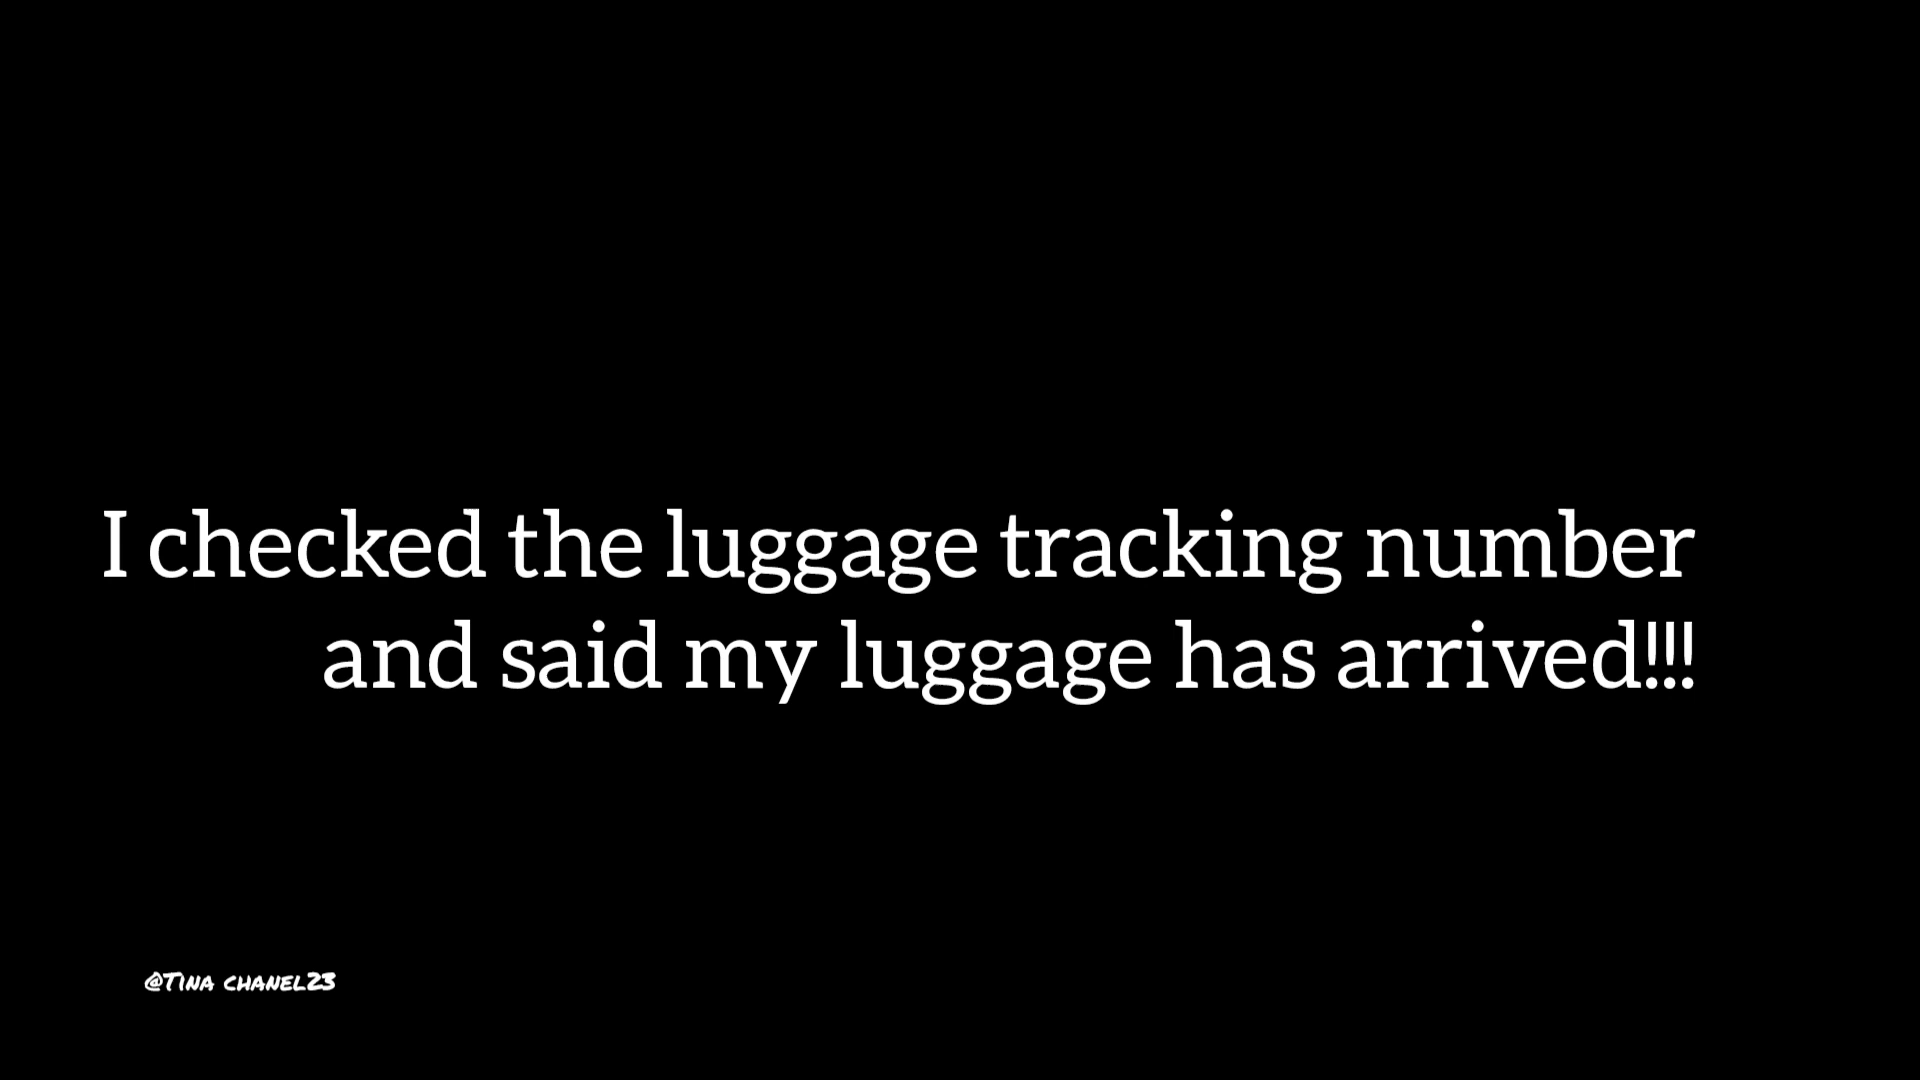 I checked the luggage tracking number
and said my luggage has arrived!!!
@Tina chanel23